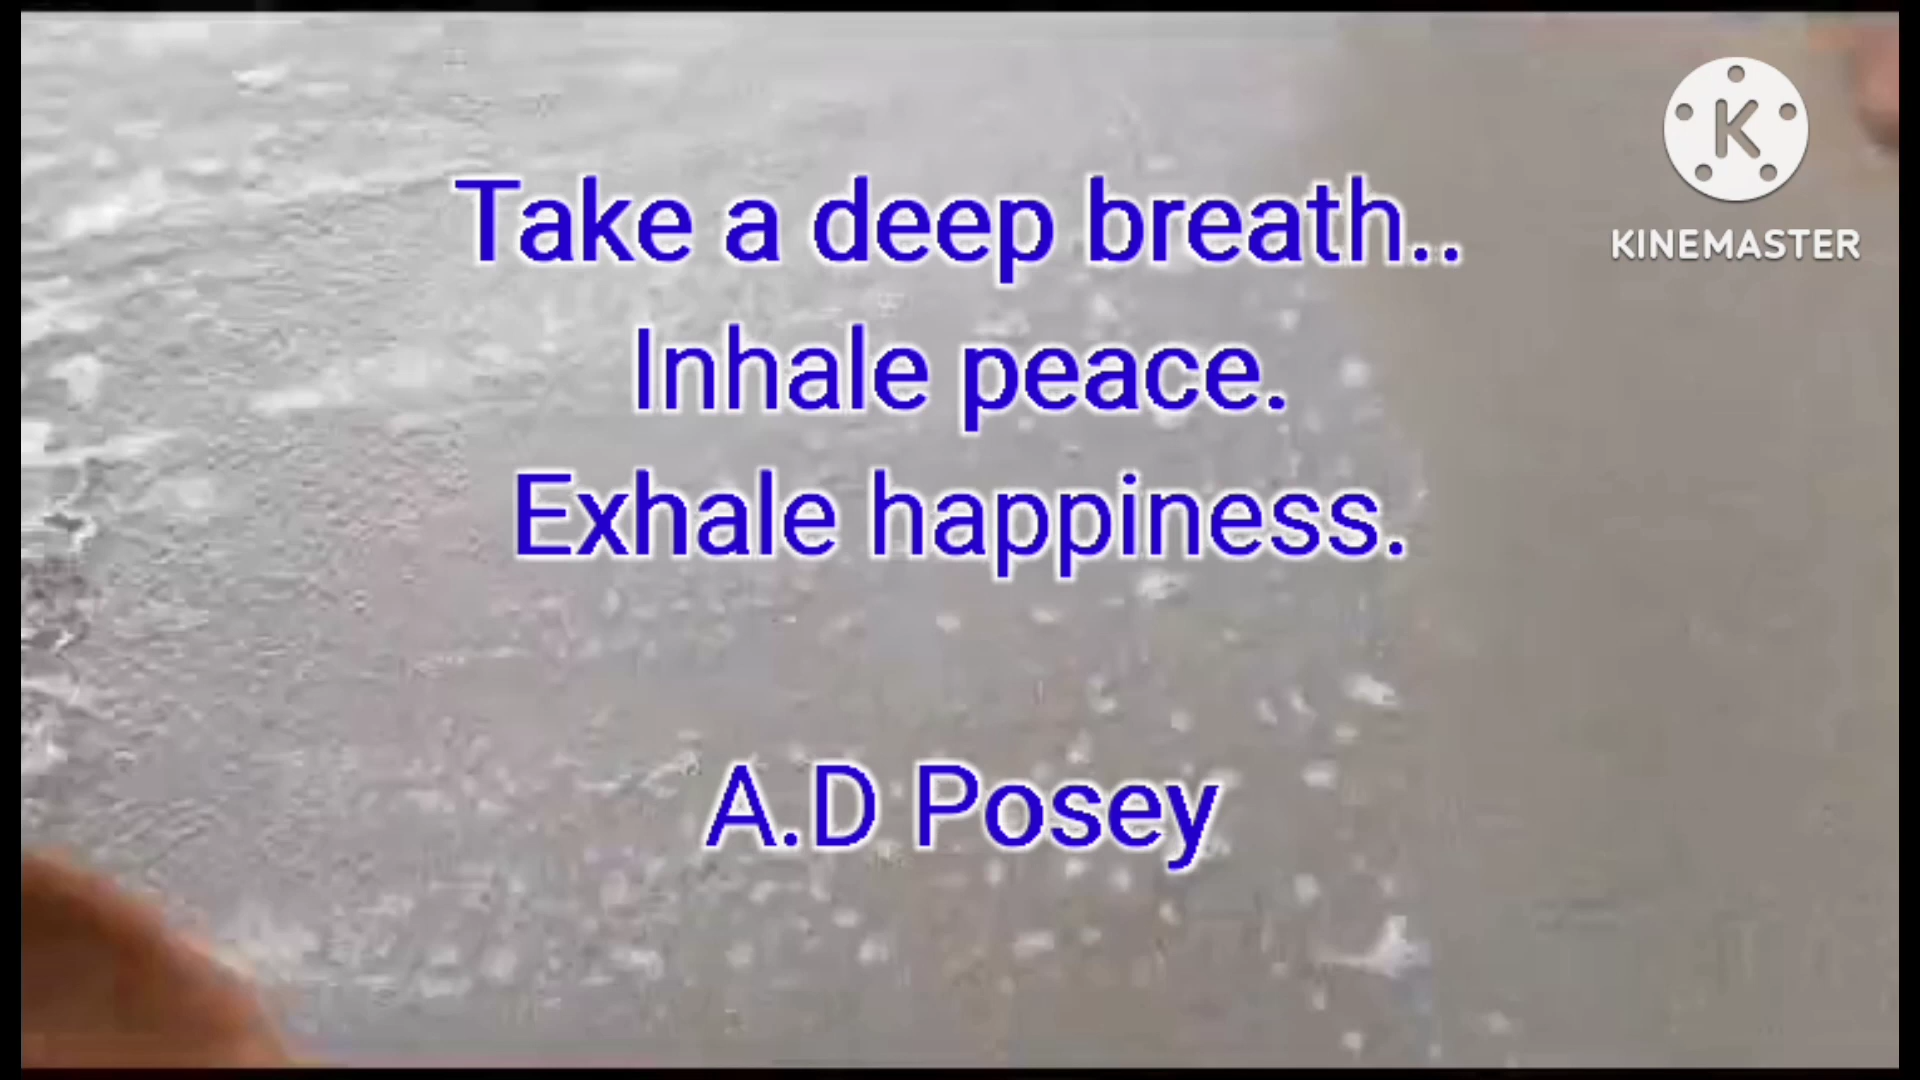 Take a deep breath..
Inhale peace.
Exhale happiness.
A.D Posey
K
KINEMASTER